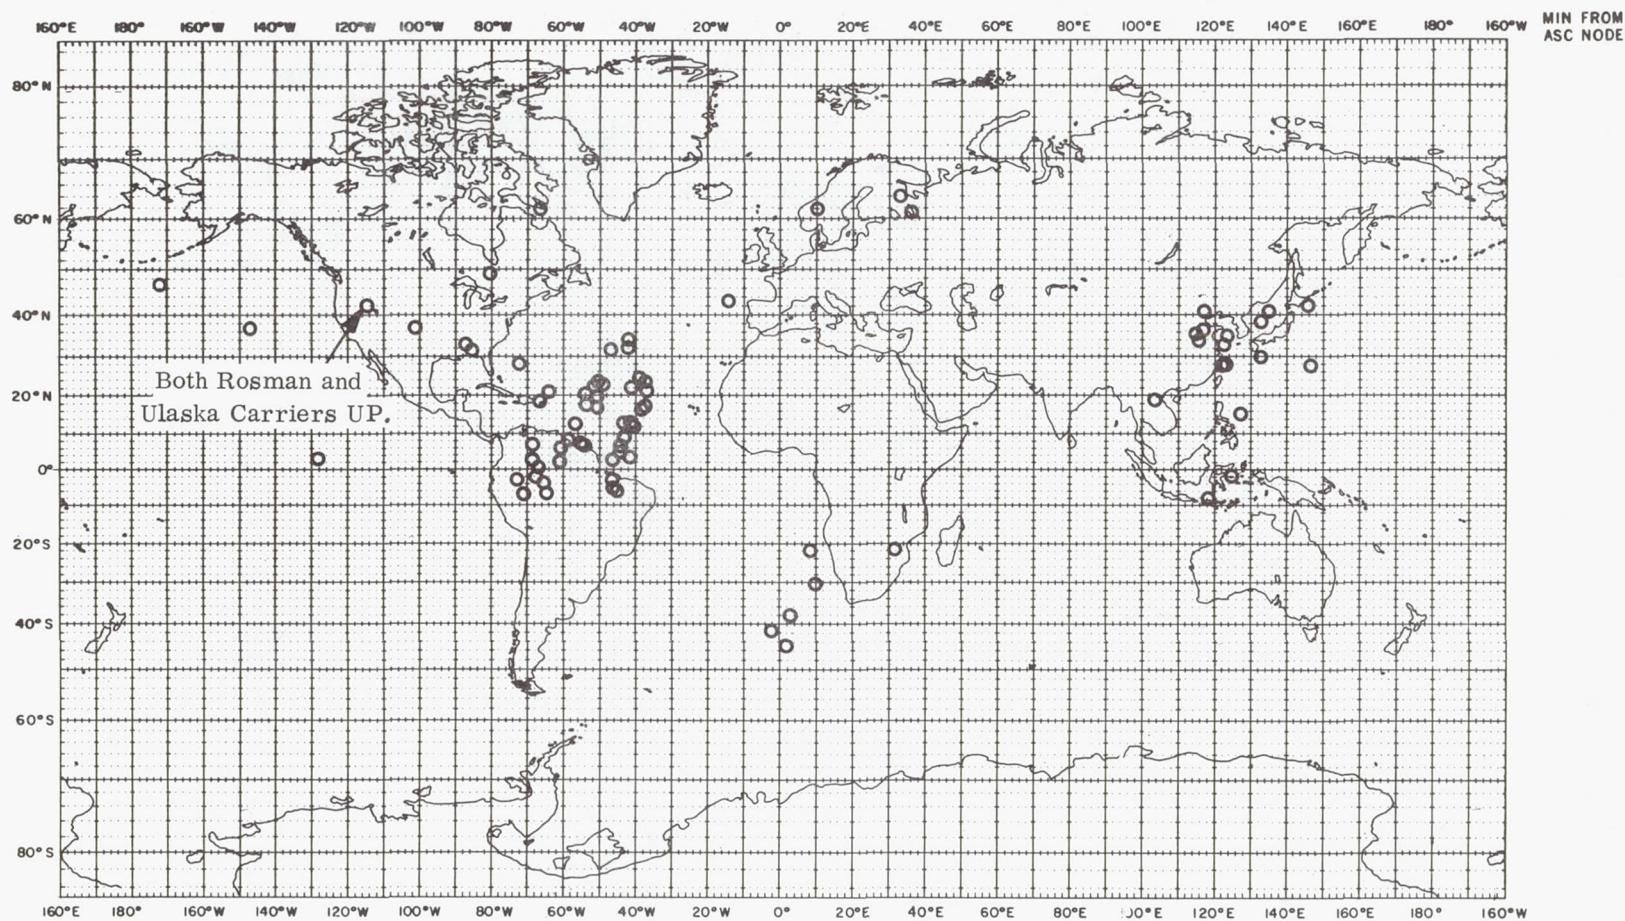 160°E 180° 160°W 140°W 120°W 100°W 80°W 60°W 40°W 20°W 0° 20°E 40°E 60°E 80°E 100°E 120°E 140°E 160°E 180° 160°W
MIN FROM
ASC NODE
80° N
60° N
40° N
Both Rosman and
20° N
Ulaska Carriers UP.
0°
20°S
40°S
60°S
80°S
160°E 180° 160°W 140°W 120°W 100°W 80°W 60°W 40°W 20°W 0° 20°E 40°E 60°E 80°E 100°E 120°E 140°E 160°E 180° 160°W